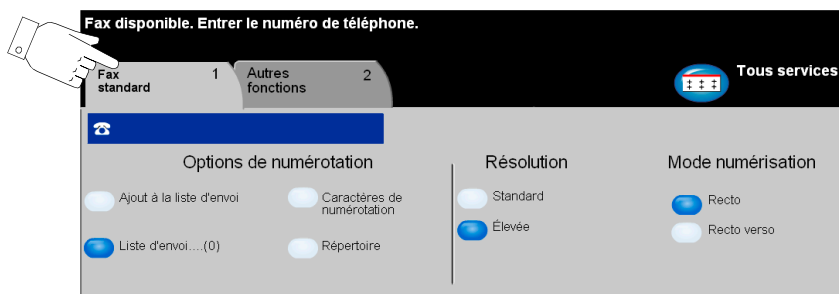 Fax disponible. Entrer le numéro de téléphone.
Fax standard 1
Autres fonctions 2
Tous services
Options de numérotation
Ajout à la liste d'envoi
Caractères de numérotation
Liste d'envoi....(0)
Répertoire
Résolution
Standard
Élevée
Mode numérisation
Recto
Recto verso